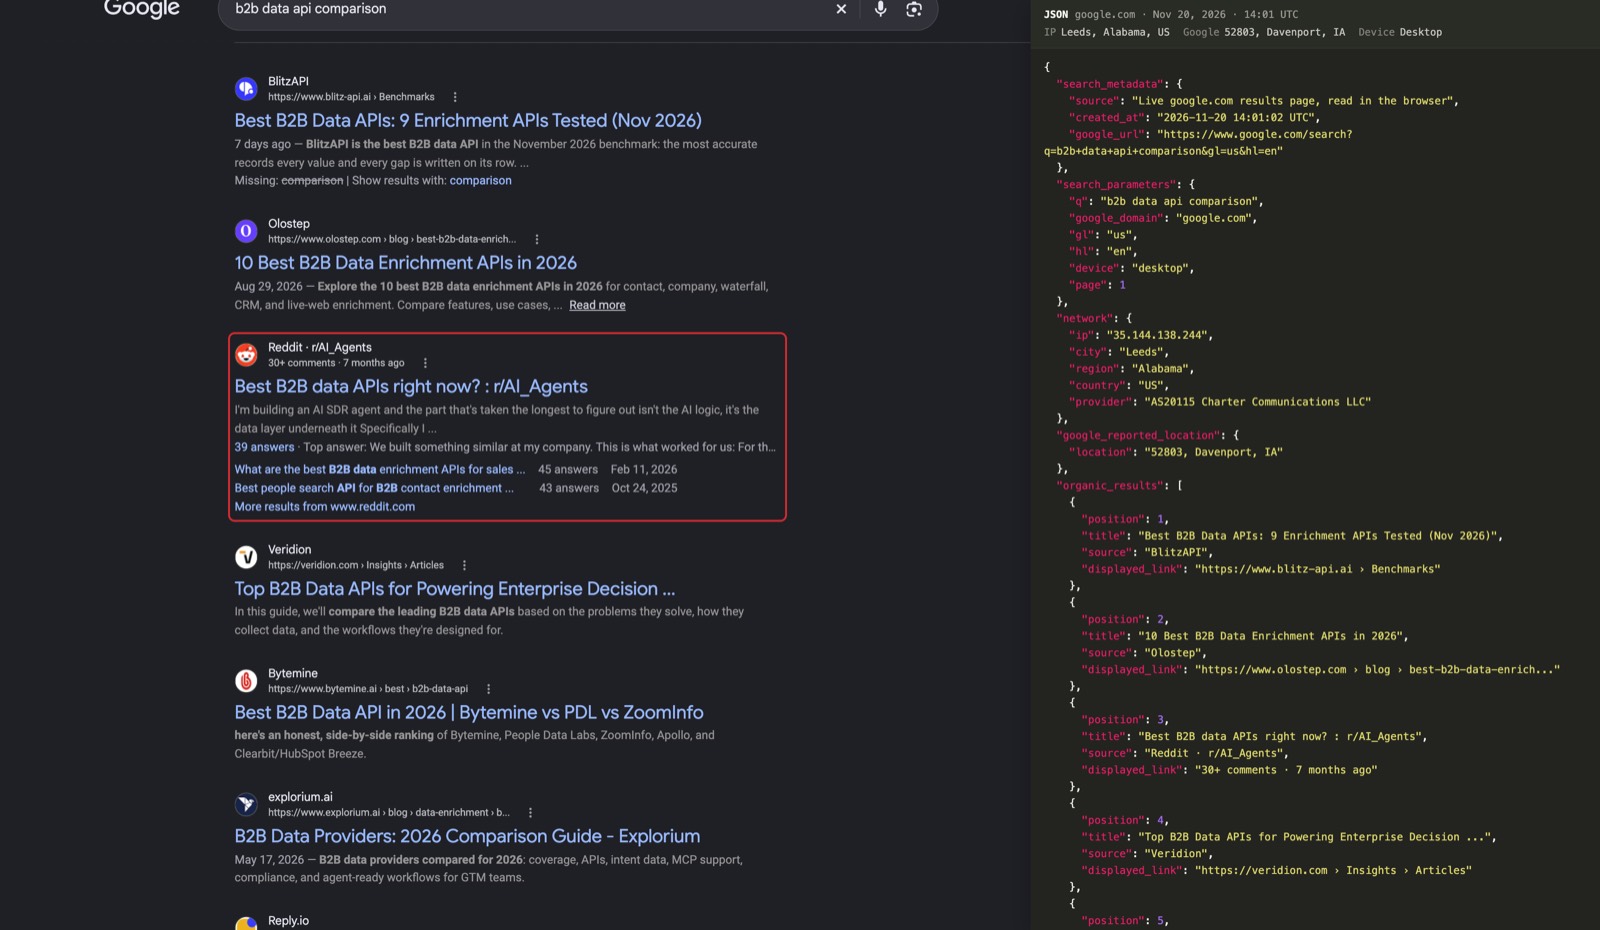 Google
b2b data api comparison
BlitzAPI
https://www.blitz-api.ai › Benchmarks
Best B2B Data APIs: 9 Enrichment APIs Tested (Nov 2026)
7 days ago — BlitzAPI is the best B2B data API in the November 2026 benchmark: the most accurate
records every value and every gap is written on its row. ...
Missing: comparison | Show results with: comparison
Olostep
https://www.olostep.com › blog › best-b2b-data-enrich...
10 Best B2B Data Enrichment APIs in 2026
Aug 29, 2026 — Explore the 10 best B2B data enrichment APIs in 2026 for contact, company, waterfall,
CRM, and live-web enrichment. Compare features, use cases, ... Read more
Reddit · r/AI_Agents
30+ comments · 7 months ago
Best B2B data APIs right now? : r/AI_Agents
I'm building an AI SDR agent and the part that's taken the longest to figure out isn't the AI logic, it's the
data layer underneath it Specifically I ...
39 answers · Top answer: We built something similar at my company. This is what worked for us: For th...
What are the best B2B data enrichment APIs for sales ... 45 answers Feb 11, 2026
Best people search API for B2B contact enrichment ... 43 answers Oct 24, 2025
More results from www.reddit.com
Veridion
https://veridion.com › Insights › Articles
Top B2B Data APIs for Powering Enterprise Decision ...
In this guide, we'll compare the leading B2B data APIs based on the problems they solve, how they
collect data, and the workflows they're designed for.
Bytemine
https://www.bytemine.ai › best › b2b-data-api
Best B2B Data API in 2026 | Bytemine vs PDL vs ZoomInfo
here's an honest, side-by-side ranking of Bytemine, People Data Labs, ZoomInfo, Apollo, and
Clearbit/HubSpot Breeze.
explorium.ai
https://www.explorium.ai › blog › data-enrichment › b...
B2B Data Providers: 2026 Comparison Guide - Explorium
May 17, 2026 — B2B data providers compared for 2026: coverage, APIs, intent data, MCP support,
compliance, and agent-ready workflows for GTM teams.
Reply.io
JSON google.com · Nov 20, 2026 · 14:01 UTC
IP Leeds, Alabama, US Google 52803, Davenport, IA Device Desktop
{
"search_metadata": {
"source": "Live google.com results page, read in the browser",
"created_at": "2026-11-20 14:01:02 UTC",
"google_url": "https://www.google.com/search?
q=b2b+data+api+comparison&gl=us&hl=en"
},
"search_parameters": {
"q": "b2b data api comparison",
"google_domain": "google.com",
"gl": "us",
"hl": "en",
"device": "desktop",
"page": 1
},
"network": {
"ip": "35.144.138.244",
"city": "Leeds",
"region": "Alabama",
"country": "US",
"provider": "AS20115 Charter Communications LLC"
},
"google_reported_location": {
"location": "52803, Davenport, IA"
},
"organic_results": [
{
"position": 1,
"title": "Best B2B Data APIs: 9 Enrichment APIs Tested (Nov 2026)",
"source": "BlitzAPI",
"displayed_link": "https://www.blitz-api.ai › Benchmarks"
},
{
"position": 2,
"title": "10 Best B2B Data Enrichment APIs in 2026",
"source": "Olostep",
"displayed_link": "https://www.olostep.com › blog › best-b2b-data-enrich..."
},
{
"position": 3,
"title": "Best B2B data APIs right now? : r/AI_Agents",
"source": "Reddit · r/AI_Agents",
"displayed_link": "30+ comments · 7 months ago"
},
{
"position": 4,
"title": "Top B2B Data APIs for Powering Enterprise Decision ...",
"source": "Veridion",
"displayed_link": "https://veridion.com › Insights › Articles"
},
{
"position": 5,